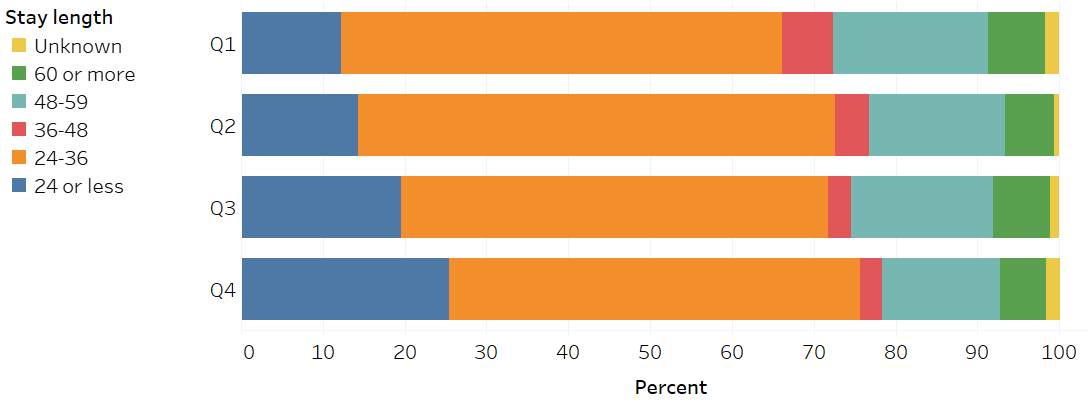 Stay length
Unknown
60 or more
48-59
36-48
24-36
24 or less
Q1
Q2
Q3
Q4
0 10 20 30 40 50 60 70 80 90 100
Percent